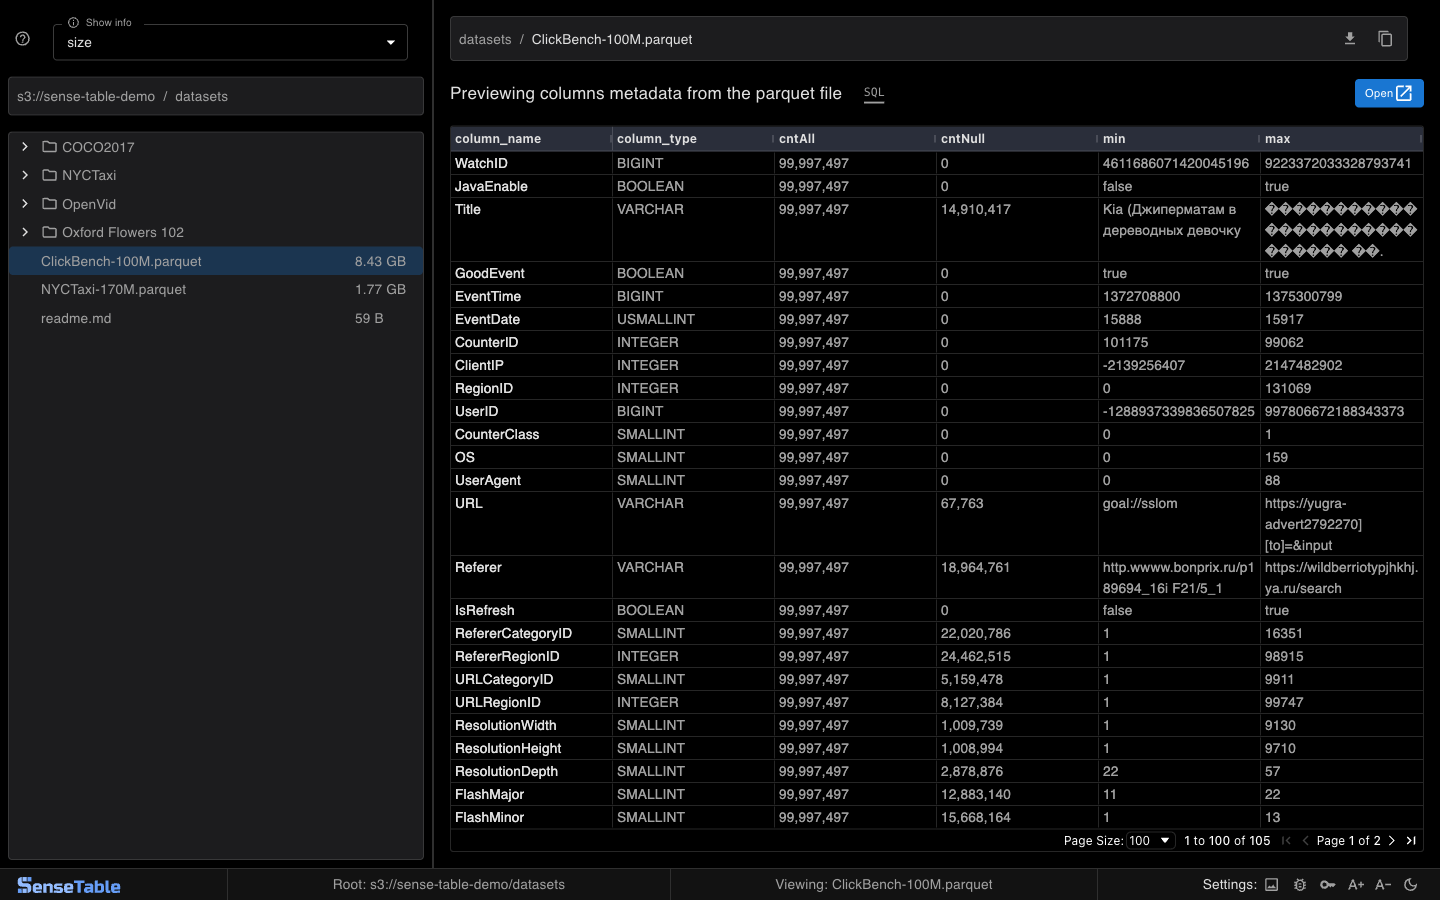 Show info
size
s3://sense-table-demo / datasets
COCO2017
NYCTaxi
OpenVid
Oxford Flowers 102
ClickBench-100M.parquet 8.43 GB
NYCTaxi-170M.parquet 1.77 GB
readme.md 59 B
datasets / ClickBench-100M.parquet
Previewing columns metadata from the parquet file SQL Open
column_name column_type cntAll cntNull min max
WatchID BIGINT 99,997,497 0 4611686071420045196 9223372033328793741
JavaEnable BOOLEAN 99,997,497 0 false true
Title VARCHAR 99,997,497 14,910,417 Kia (Джиперматам в �����������
дереводных девочку �����������
������ ��.
GoodEvent BOOLEAN 99,997,497 0 true true
EventTime BIGINT 99,997,497 0 1372708800 1375300799
EventDate USMALLINT 99,997,497 0 15888 15917
CounterID INTEGER 99,997,497 0 101175 99062
ClientIP INTEGER 99,997,497 0 -2139256407 2147482902
RegionID INTEGER 99,997,497 0 0 131069
UserID BIGINT 99,997,497 0 -1288937339836507825 997806672188343373
CounterClass SMALLINT 99,997,497 0 0 1
OS SMALLINT 99,997,497 0 0 159
UserAgent SMALLINT 99,997,497 0 0 88
URL VARCHAR 99,997,497 67,763 goal://sslom https://yugra-
advert2792270]
[to]=&input
Referer VARCHAR 99,997,497 18,964,761 http.wwww.bonprix.ru/p1 https://wildberriotypjhkhj.
89694_16i F21/5_1 ya.ru/search
IsRefresh BOOLEAN 99,997,497 0 false true
RefererCategoryID SMALLINT 99,997,497 22,020,786 1 16351
RefererRegionID INTEGER 99,997,497 24,462,515 1 98915
URLCategoryID SMALLINT 99,997,497 5,159,478 1 9911
URLRegionID INTEGER 99,997,497 8,127,384 1 99747
ResolutionWidth SMALLINT 99,997,497 1,009,739 1 9130
ResolutionHeight SMALLINT 99,997,497 1,008,994 1 9710
ResolutionDepth SMALLINT 99,997,497 2,878,876 22 57
FlashMajor SMALLINT 99,997,497 12,883,140 11 22
FlashMinor SMALLINT 99,997,497 15,668,164 1 13
Page Size: 100 1 to 100 of 105 Page 1 of 2
SenseTable Root: s3://sense-table-demo/datasets Viewing: ClickBench-100M.parquet Settings: A+ A-